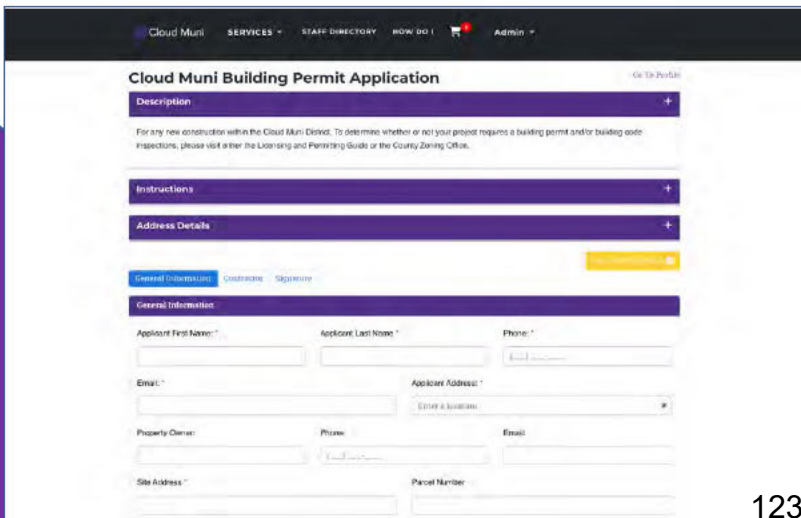 Cloud Muni SERVICES STAFF DIRECTORY HOW DO I Admin
Cloud Muni Building Permit Application Go To Profile
Description +
For any new construction within the Cloud Muni District. To determine whether or not your project requires a building permit and/or building code
inspections, please visit either the Licensing and Permitting Guide or the County Zoning Office.
Instructions +
Address Details +
General Information Contractor Signature
General Information
Applicant First Name: * Applicant Last Name * Phone: *
Email: * Applicant Address: *
Enter a location
Property Owner: Phone: Email:
Site Address * Parcel Number
123